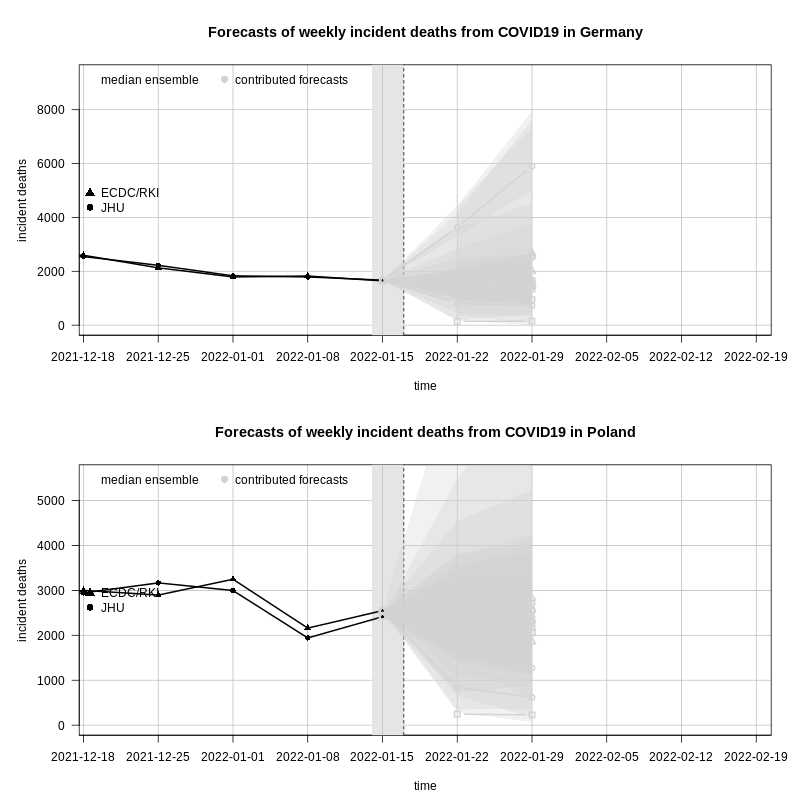 Forecasts of weekly incident deaths from COVID19 in Germany
median ensemble contributed forecasts
8000
6000
ECDC/RKI
JHU
4000
2000
0
incident deaths
2021-12-18 2021-12-25 2022-01-01 2022-01-08 2022-01-15 2022-01-22 2022-01-29 2022-02-05 2022-02-12 2022-02-19
time
Forecasts of weekly incident deaths from COVID19 in Poland
median ensemble contributed forecasts
5000
4000
3000
ECDC/RKI
JHU
2000
1000
0
incident deaths
2021-12-18 2021-12-25 2022-01-01 2022-01-08 2022-01-15 2022-01-22 2022-01-29 2022-02-05 2022-02-12 2022-02-19
time